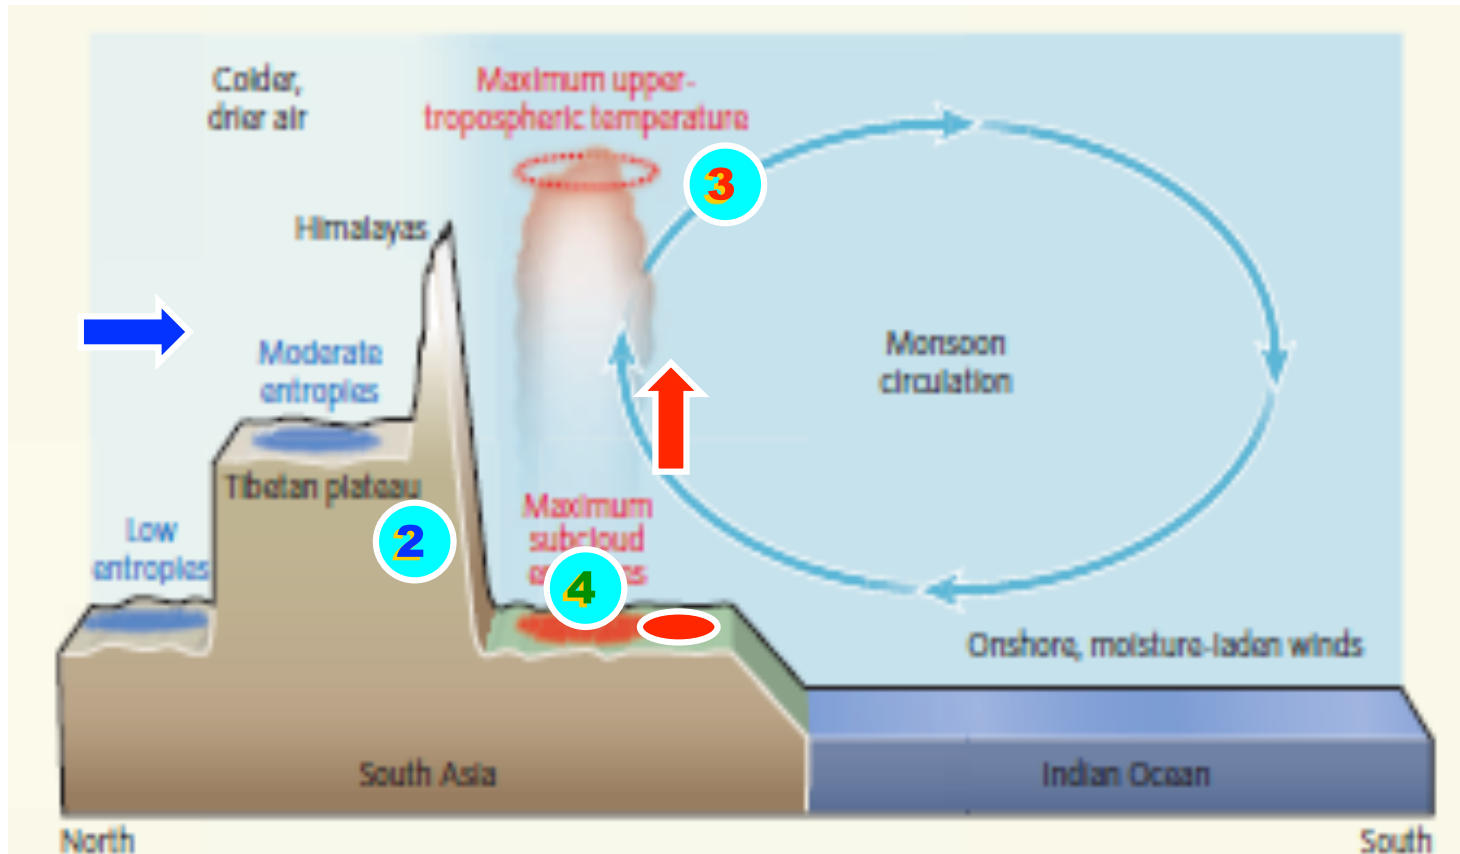 Colder,
drier air
Maximum upper-
tropospheric temperature
3
Himalayas
Moderate
entropies
Monsoon
circulation
Tibetan plateau
2
Low
entropies
Maximum
subcloud
4
Onshore, moisture-laden winds
South Asia
Indian Ocean
North
South